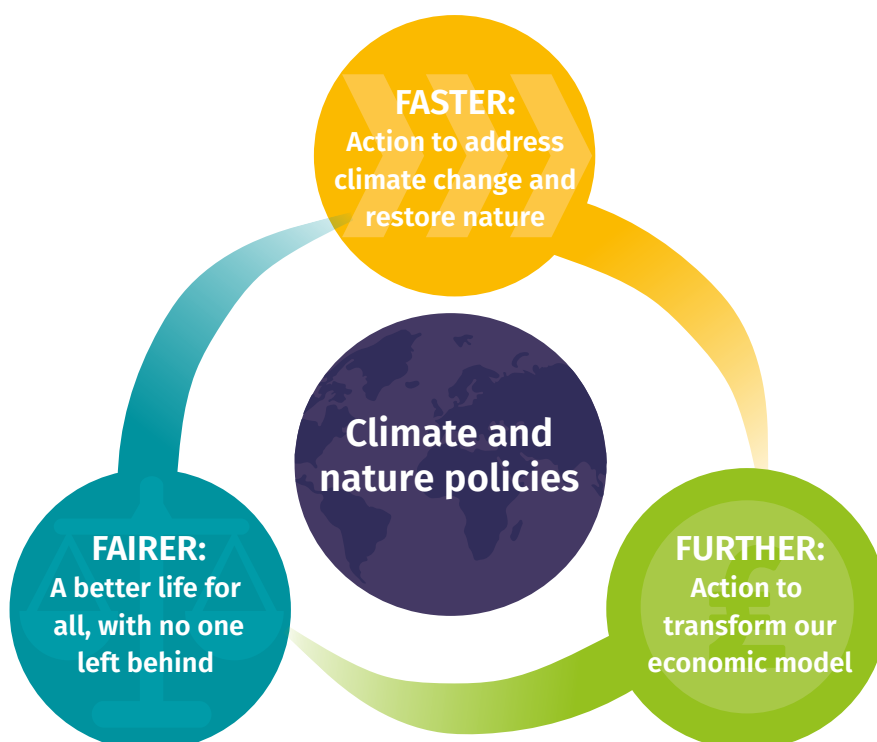 FASTER:
Action to address
climate change and
restore nature
Climate and
nature policies
FAIRER:
A better life for
all, with no one
left behind
FURTHER:
Action to
transform our
economic model
£